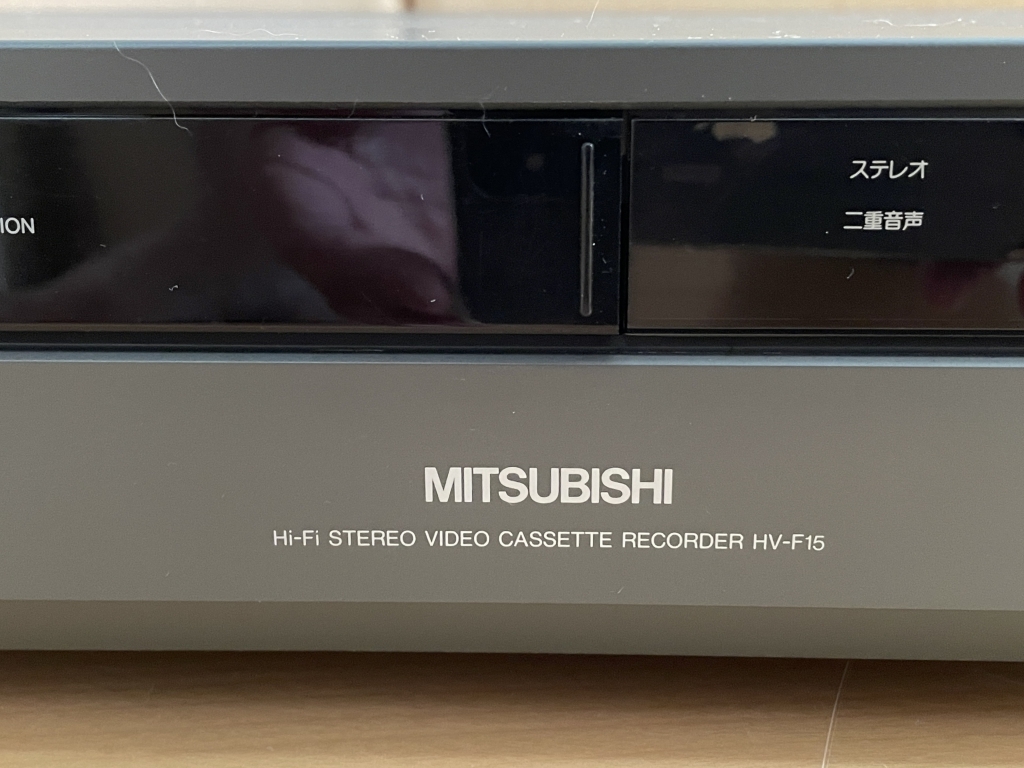 ION
ステレオ
二重音声
MITSUBISHI
Hi-Fi STEREO VIDEO CASSETTE RECORDER HV-F15